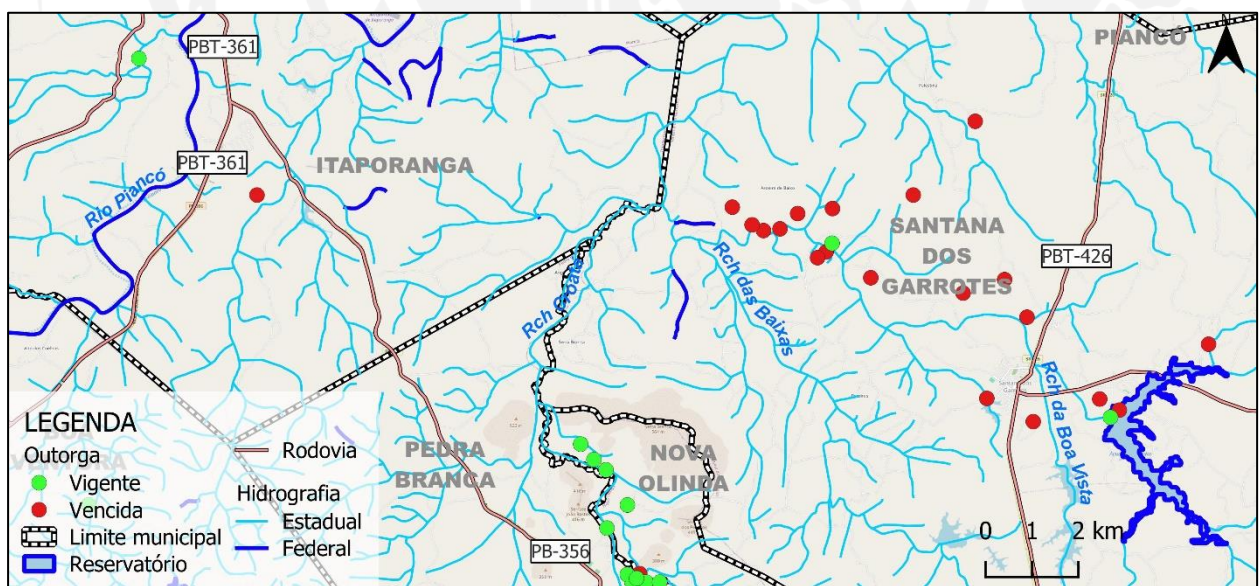 PBT-361
PIANCÓ
PBT-361
ITAPORANGA
Rio Piancó
SANTANA
DOS
GARROTES
PBT-426
Rch Croatá
Rch das Baixas
Rch da Boa Vista
PEDRA
BRANCA
NOVA
OLINDA
PB-356
BOA
VENTURA
LEGENDA
Outorga
Vigente
Vencida
Limite municipal
Reservatório
Rodovia
Hidrografia
Estadual
Federal
0 1 2 km